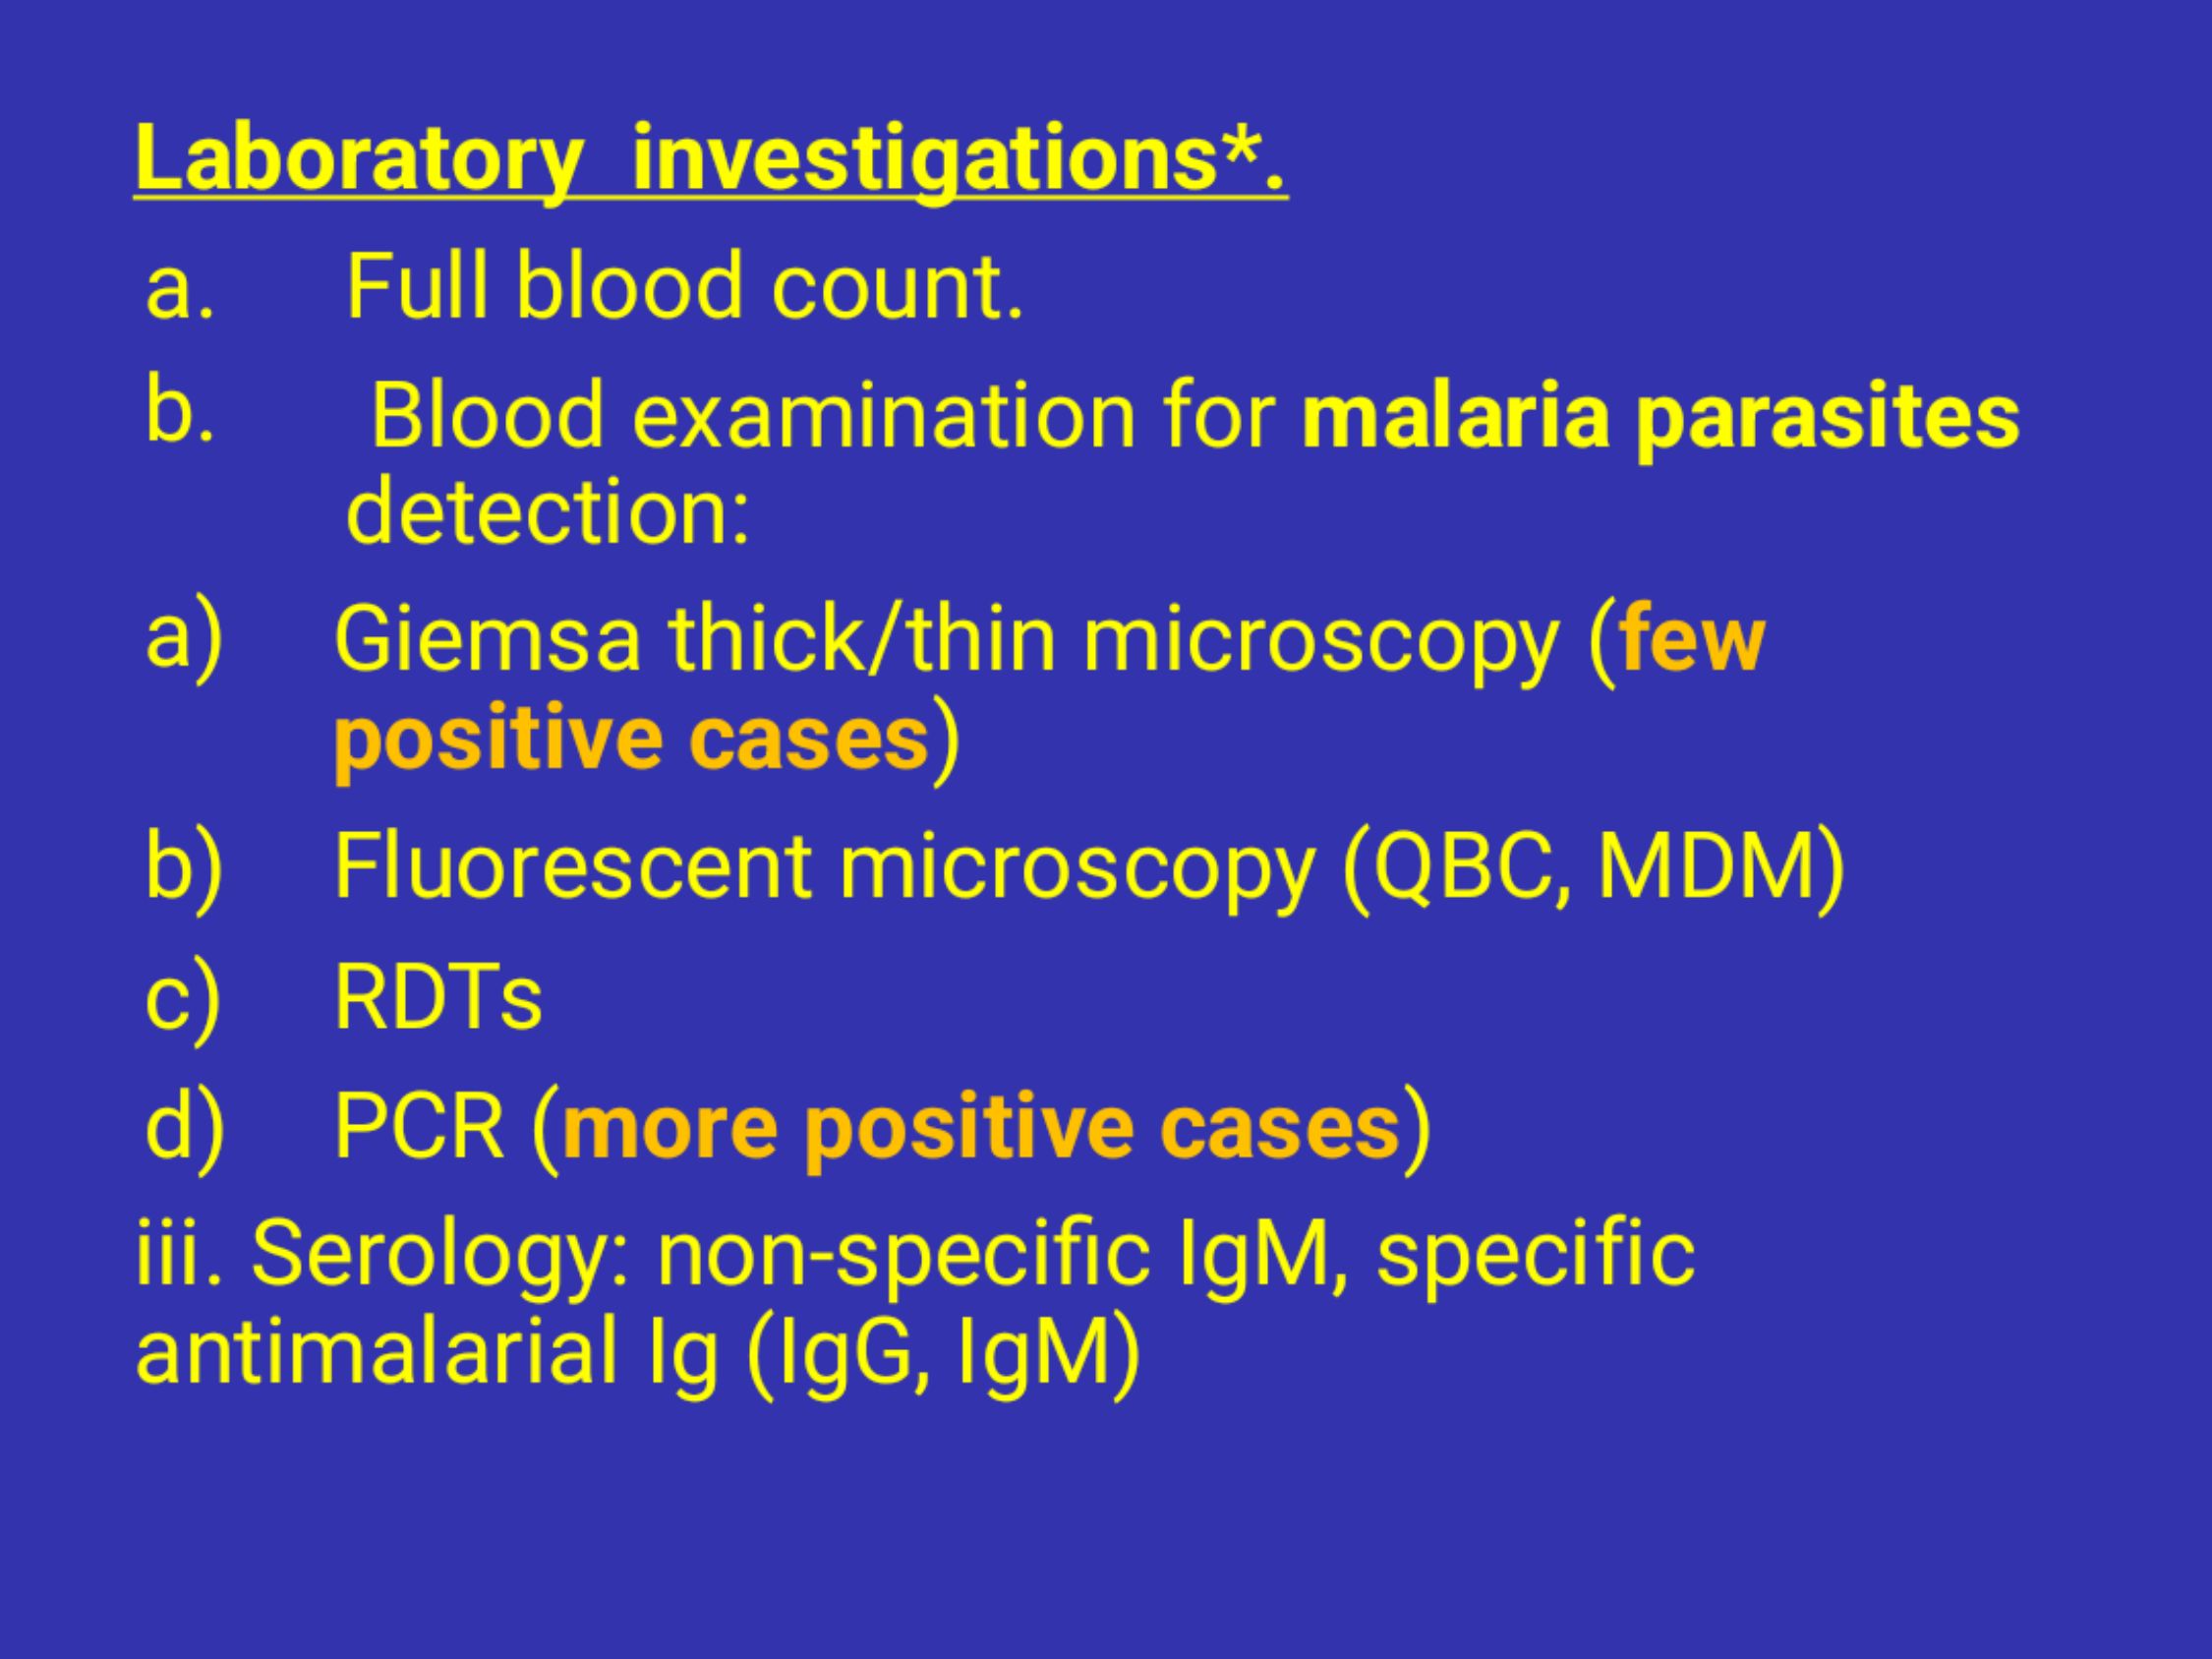 Laboratory investigations*.
a. Full blood count.
b. Blood examination for malaria parasites
detection:
a) Giemsa thick/thin microscopy (few
positive cases)
b) Fluorescent microscopy (QBC, MDM)
c) RDTs
d) PCR (more positive cases)
iii. Serology: non-specific IgM, specific
antimalarial Ig (IgG, IgM)